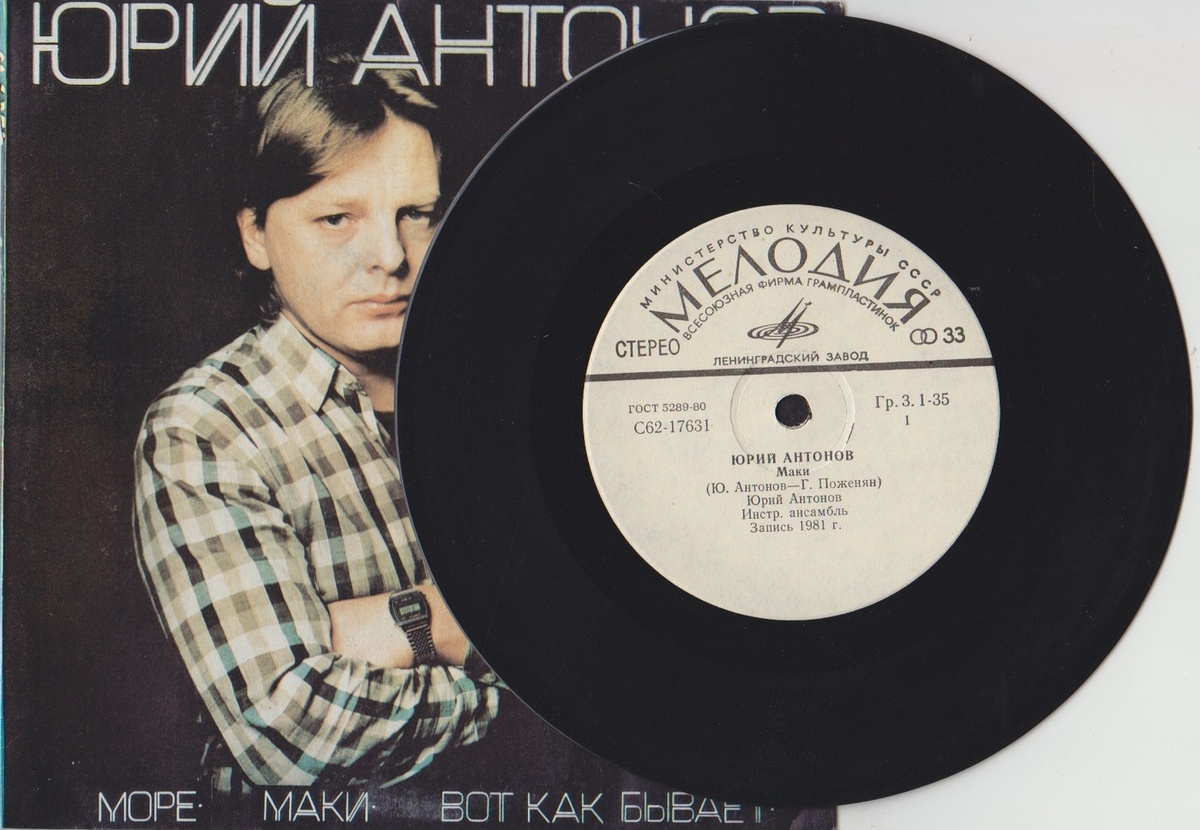 ЮРИЙ АНТОНОВ
МИНИСТЕРСТВО КУЛЬТУРЫ СССР
МЕЛОДИЯ
ВСЕСОЮЗНАЯ ФИРМА ГРАМПЛАСТИНОК
СТЕРЕО
33
ЛЕНИНГРАДСКИЙ ЗАВОД
ГОСТ 5289-80
Гр. 3. 1-35
С62-17631
1
ЮРИЙ АНТОНОВ
Маки
(Ю. Антонов—Г. Поженян)
Юрий Антонов
Инстр. ансамбль
Запись 1981 г.
МОРЕ· МАКИ· ВОТ КАК БЫВАЕТ·